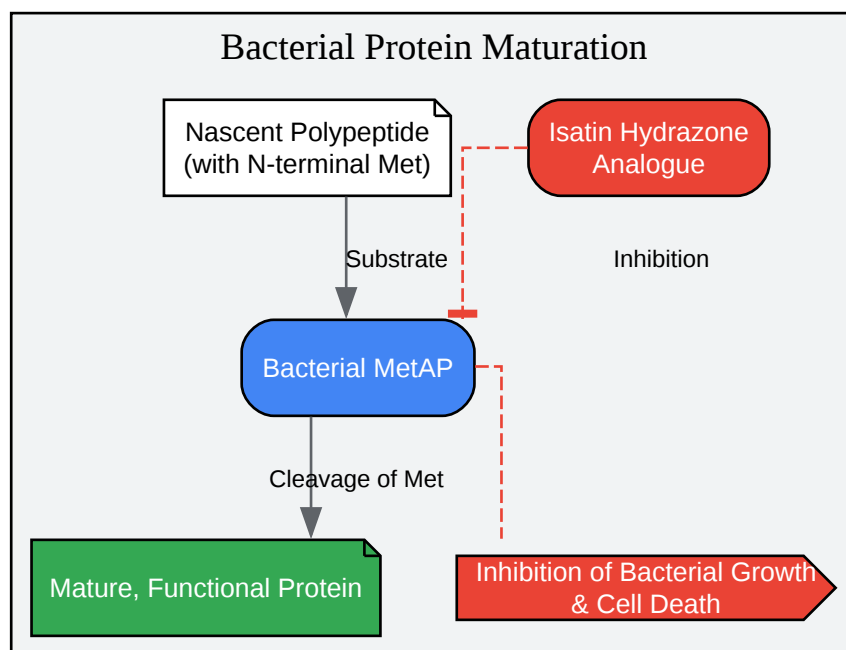 Bacterial Protein Maturation
Nascent Polypeptide
(with N-terminal Met)
Isatin Hydrazone
Analogue
Substrate
Inhibition
Bacterial MetAP
Cleavage of Met
Mature, Functional Protein
Inhibition of Bacterial Growth
& Cell Death